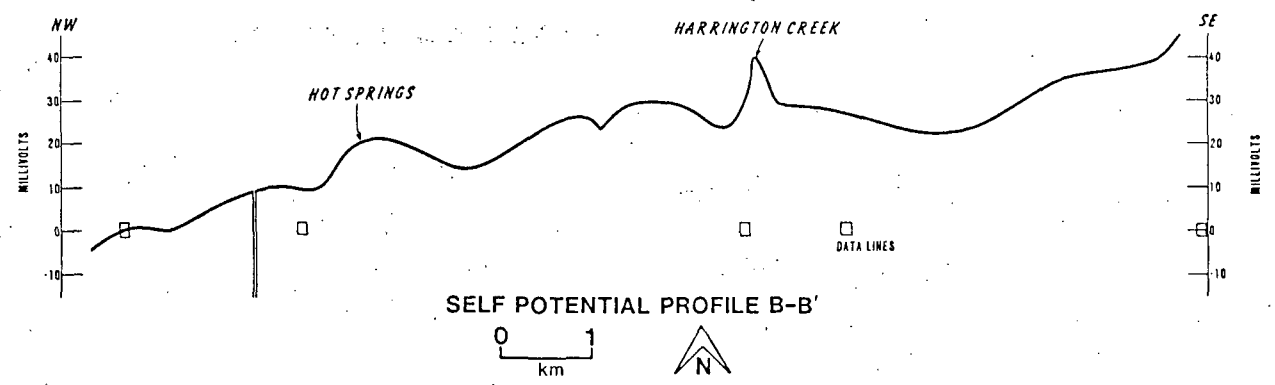 NW
SE
HARRINGTON CREEK
HOT SPRINGS
MILLIVOLTS
40
30
20
10
0
-10
40
30
20
10
0
-10
MILLIVOLTS
DATA LINES
SELF POTENTIAL PROFILE B-B'
0 1
km
N